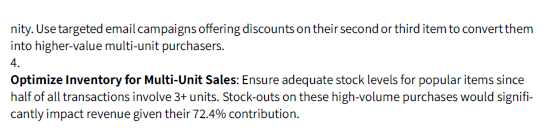 nity. Use targeted email campaigns offering discounts on their second or third item to convert them
into higher-value multi-unit purchasers.
4.
Optimize Inventory for Multi-Unit Sales: Ensure adequate stock levels for popular items since
half of all transactions involve 3+ units. Stock-outs on these high-volume purchases would signifi-
cantly impact revenue given their 72.4% contribution.